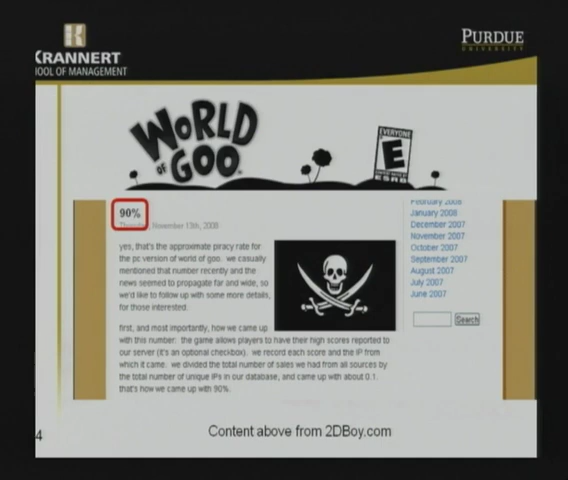 KRANNERT
SCHOOL OF MANAGEMENT
PURDUE
UNIVERSITY
WORLD
OF GOO
EVERYONE
E
ESRB
90%
Thursday, November 13th, 2008
yes, that's the approximate piracy rate for
the pc version of world of goo. we casually
mentioned that number recently and the
news seemed to propagate far and wide, so
we'd like to follow up with some more details,
for those interested.
first, and most importantly, how we came up
with this number: the game allows players to have their high scores reported to
our server (it's an optional checkbox). we record each score and the IP from
which it came. we divided the total number of sales we had from all sources by
the total number of unique IPs in our database, and came up with about 0.1.
that's how we came up with 90%.
February 2008
January 2008
December 2007
November 2007
October 2007
September 2007
August 2007
July 2007
June 2007
Search
4
Content above from 2DBoy.com